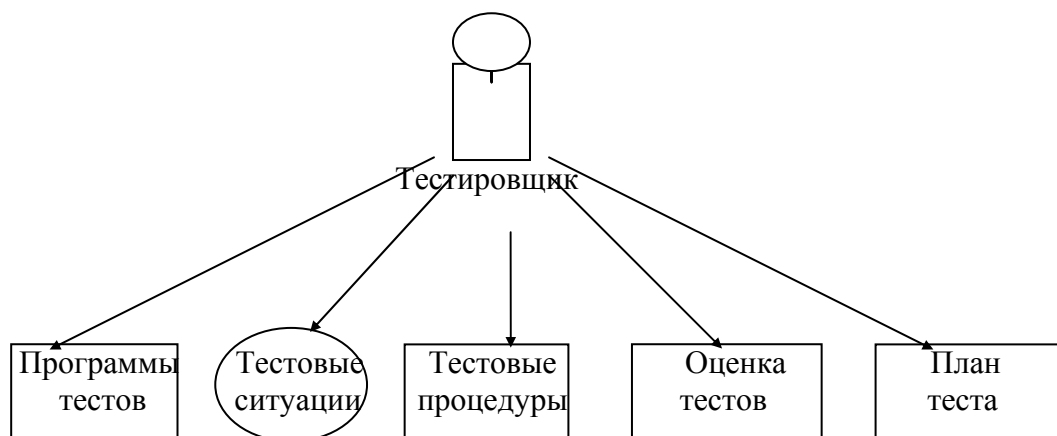 Тестировщик
Программы
тестов
Тестовые
ситуации
Тестовые
процедуры
Оценка
тестов
План
теста